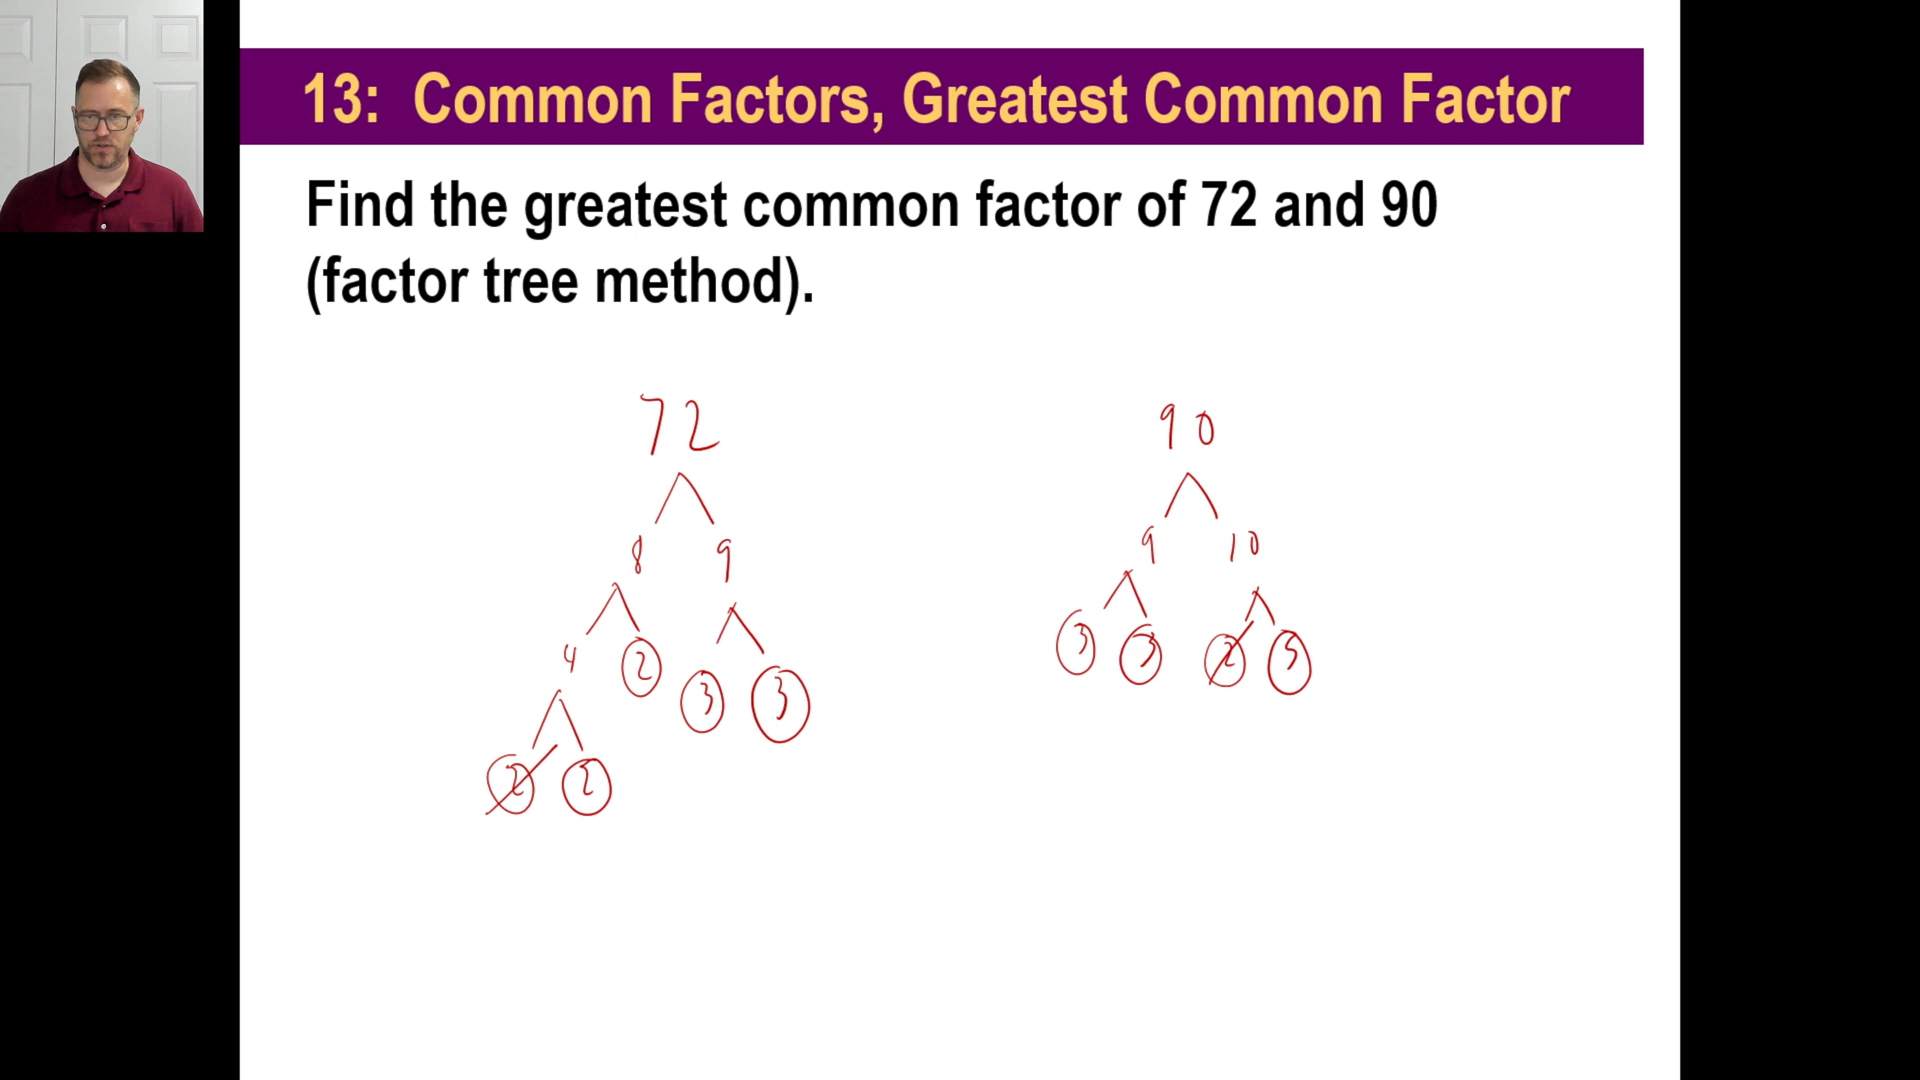 13: Common Factors, Greatest Common Factor
Find the greatest common factor of 72 and 90
(factor tree method).
72 90
8 9 9 10
4 2 3 3 3 3 2 5
2 2